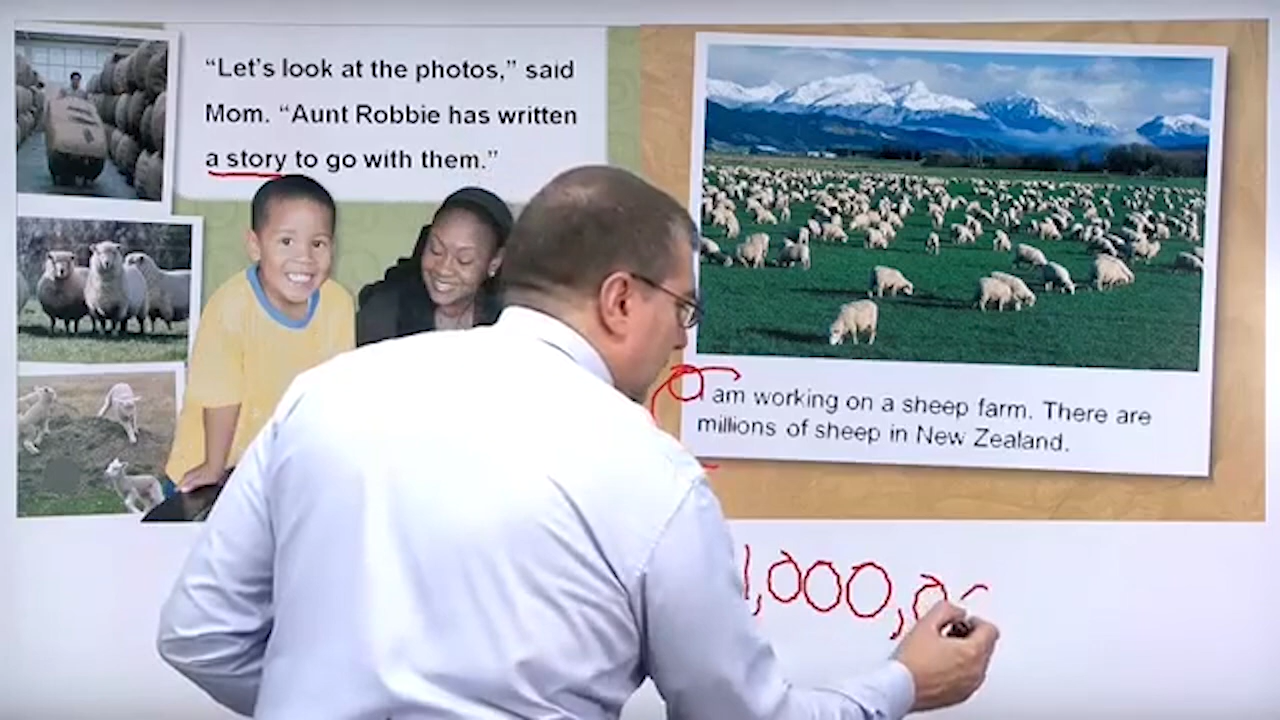 “Let’s look at the photos,” said
Mom. “Aunt Robbie has written
a story to go with them.”
I am working on a sheep farm. There are
millions of sheep in New Zealand.
1,000,00